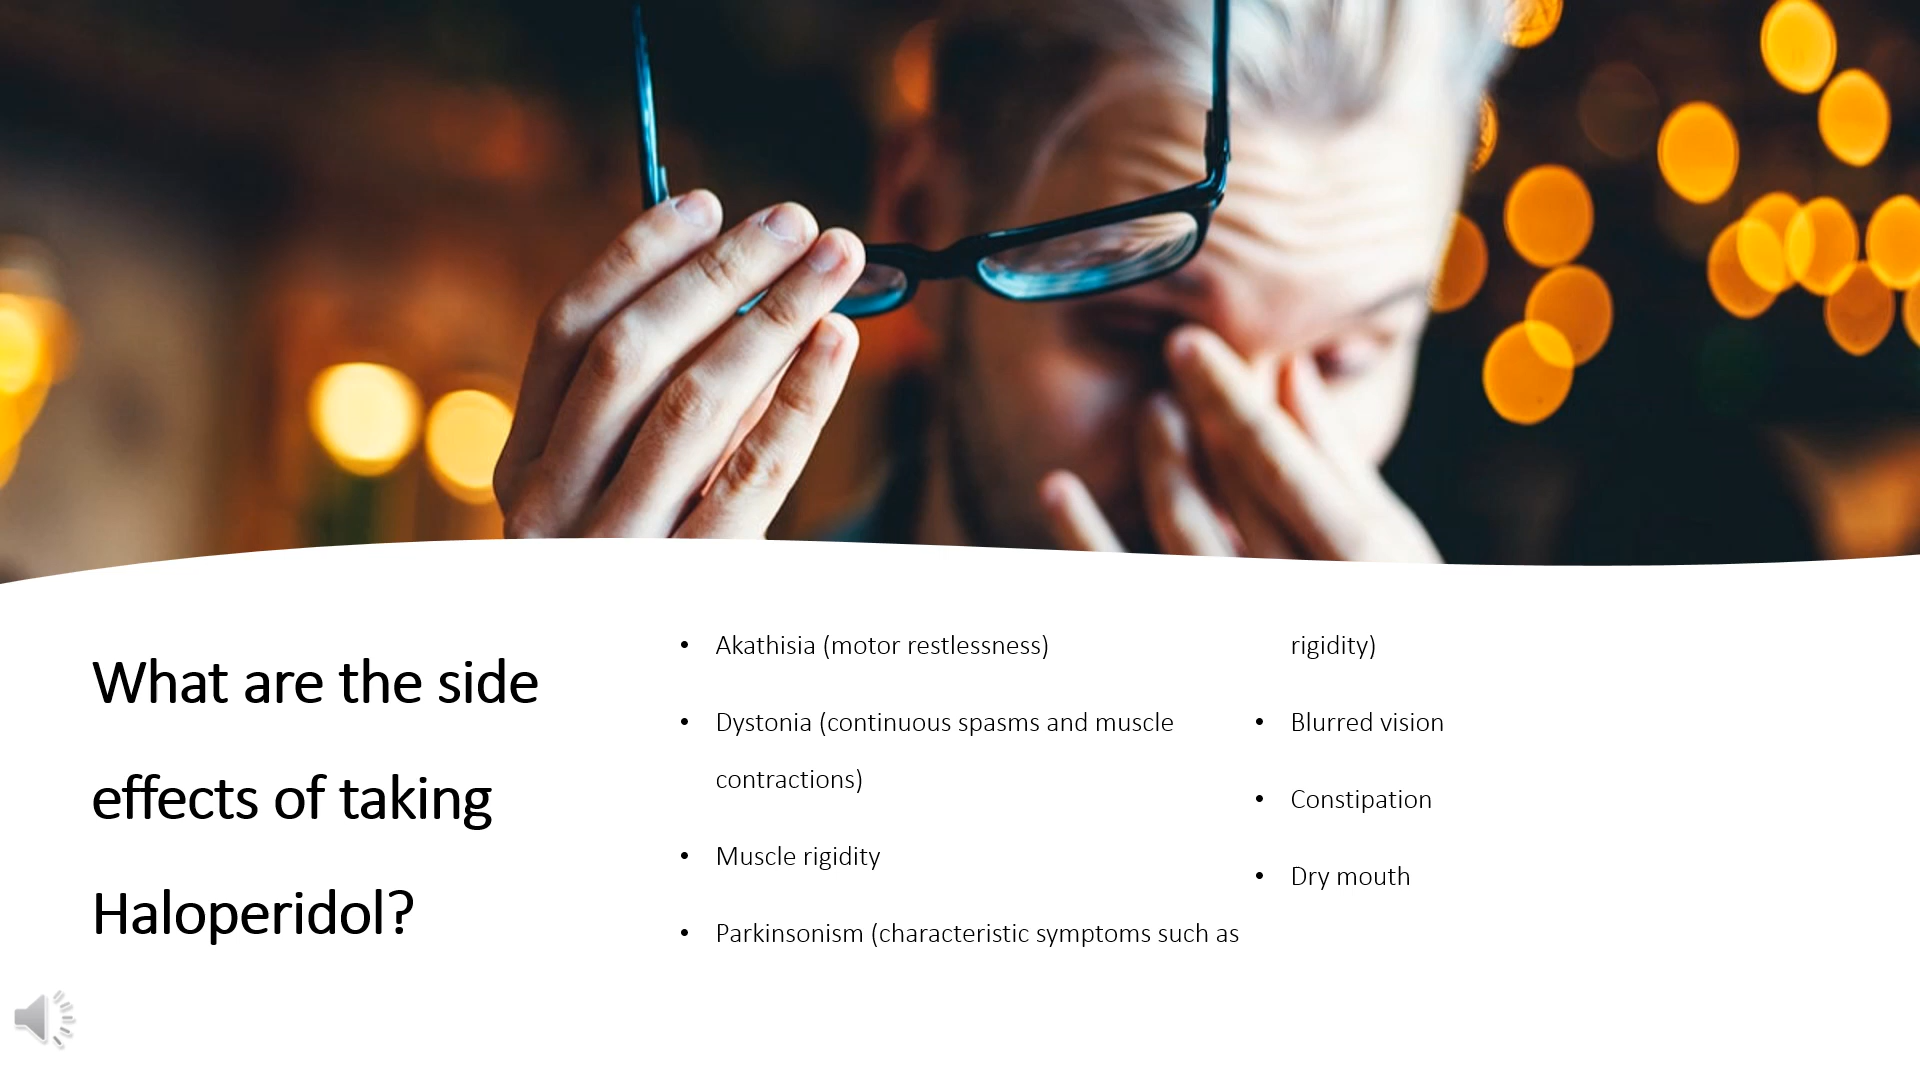 What are the side
effects of taking
Haloperidol?
• Akathisia (motor restlessness)
• Dystonia (continuous spasms and muscle
contractions)
• Muscle rigidity
• Parkinsonism (characteristic symptoms such as
rigidity)
• Blurred vision
• Constipation
• Dry mouth